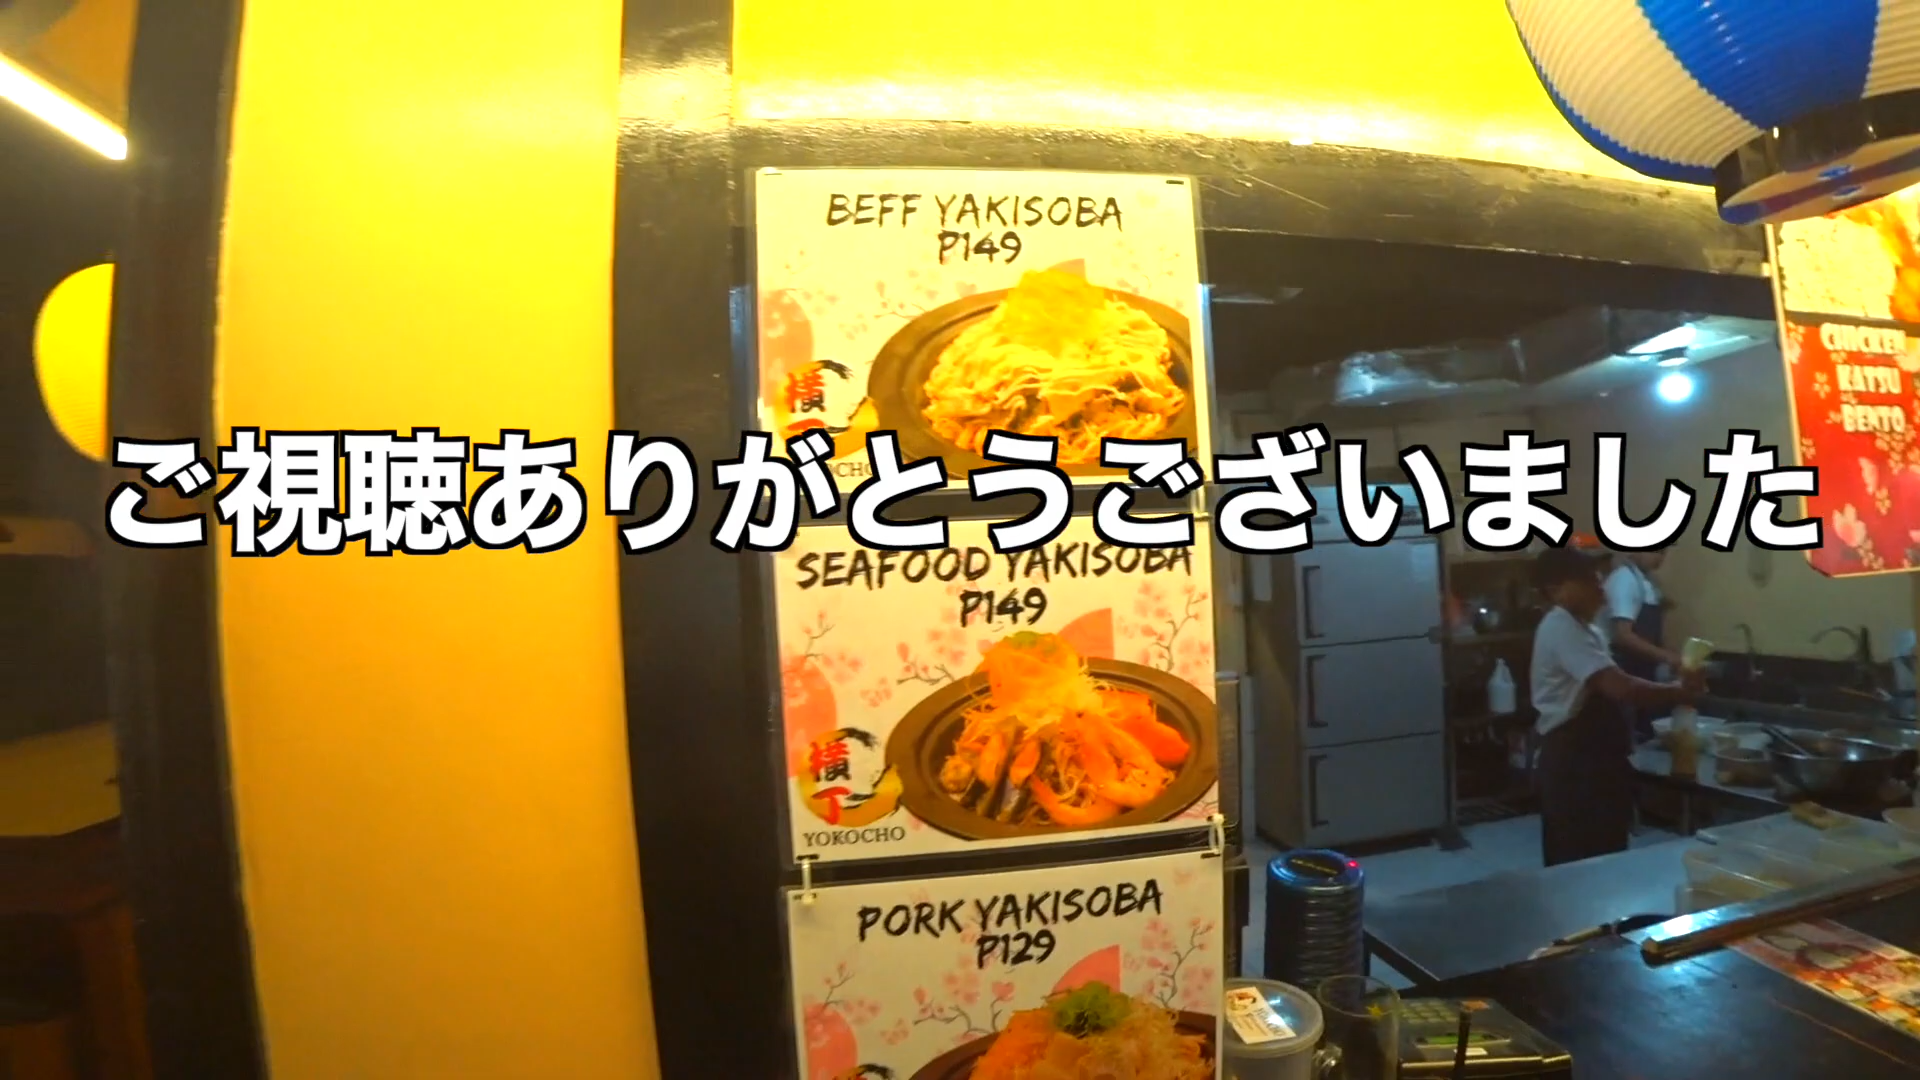 BEFF YAKISOBA
P149
横
ご視聴ありがとうございました
SEAFOOD YAKISOBA
P149
横
丁
YOKOCHO
PORK YAKISOBA
P129
CHICKEN
KATSU
BENTO